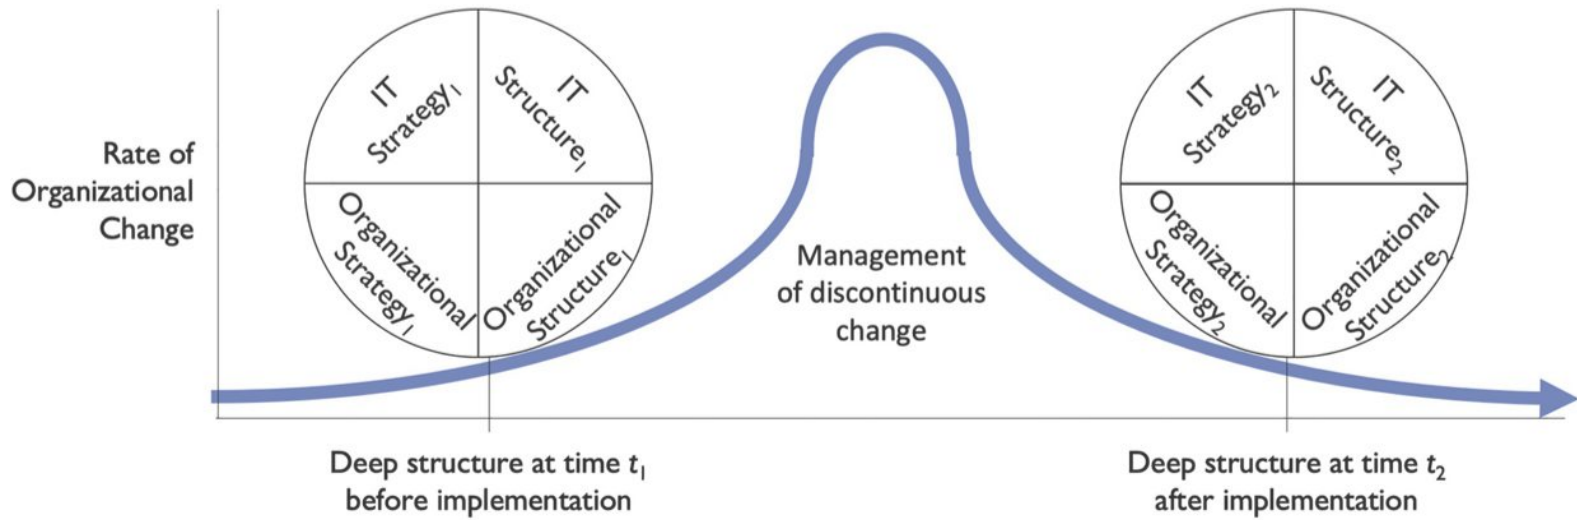 Rate of
Organizational
Change
IT
Strategy₁
IT
Structure₁
Organizational
Strategy₁
Organizational
Structure₁
Management
of discontinuous
change
IT
Strategy₂
IT
Structure₂
Organizational
Strategy₂
Organizational
Structure₂
Deep structure at time t₁
before implementation
Deep structure at time t₂
after implementation